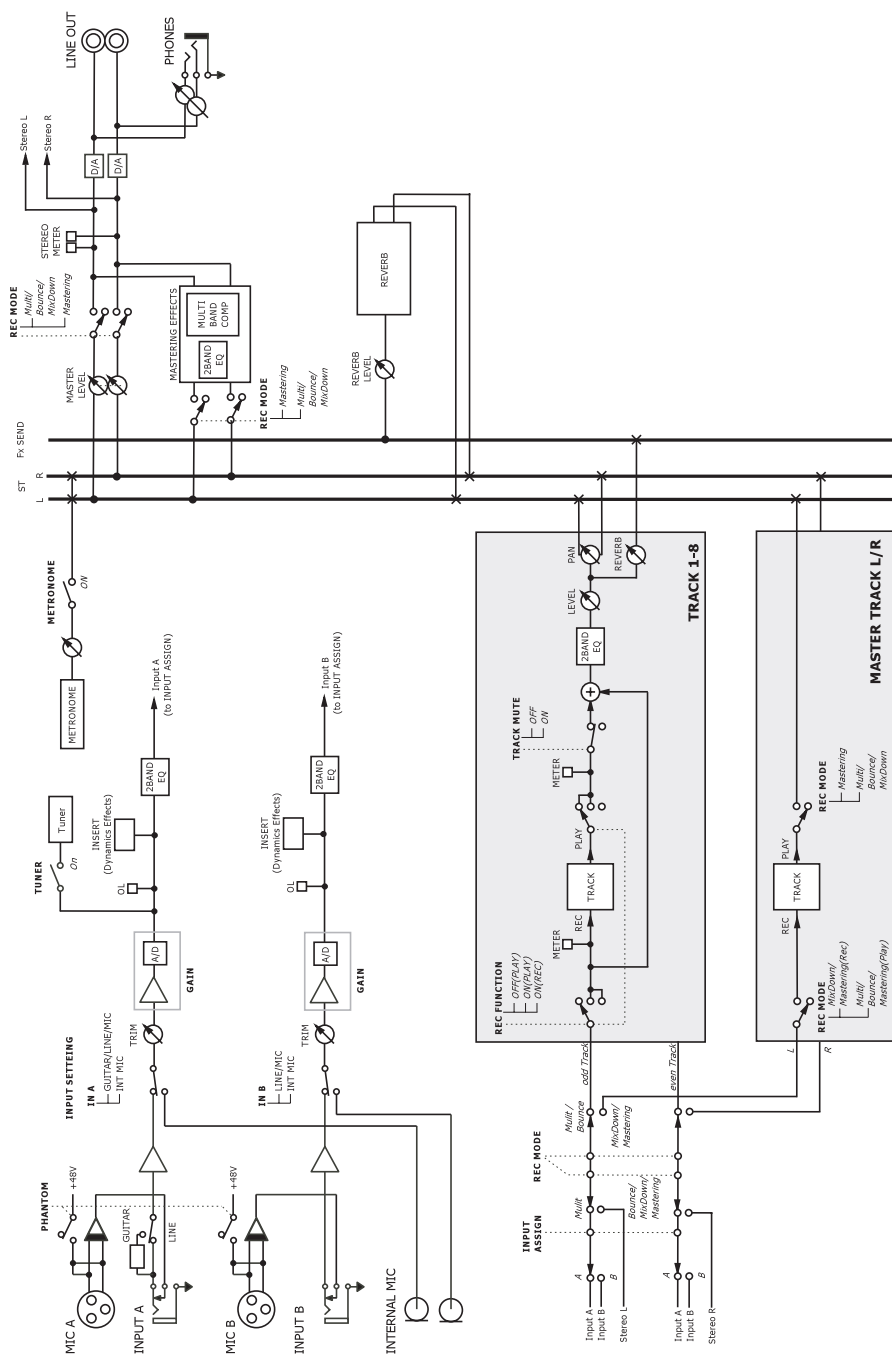 LINE OUT
PHONES
Stereo L
Stereo R
D/A
D/A
STEREO
METER
REC MODE
Multi/
Bounce/
MixDown
Mastering
MASTERING EFFECTS
MULTI
BAND
COMP
2BAND
EQ
MASTER
LEVEL
REC MODE
Mastering
Multi/
Bounce/
MixDown
REVERB
REVERB
LEVEL
Fx SEND
ST
R
L
METRONOME
ON
METRONOME
Input A
(to INPUT ASSIGN)
Input B
(to INPUT ASSIGN)
TUNER
Tuner
On
INSERT
(Dynamics Effects)
OL
2BAND
EQ
INSERT
(Dynamics Effects)
OL
2BAND
EQ
A/D
GAIN
A/D
GAIN
INPUT SETTEING
IN A
GUITAR/LINE/MIC
INT MIC
TRIM
IN B
LINE/MIC
INT MIC
TRIM
PHANTOM
+48V
GUITAR
LINE
+48V
MIC A
INPUT A
MIC B
INPUT B
INTERNAL MIC
PAN
REVERB
LEVEL
2BAND
EQ
+
TRACK 1-8
TRACK MUTE
OFF
ON
METER
PLAY
TRACK
REC
METER
REC FUNCTION
OFF(PLAY)
ON(PLAY)
ON(REC)
odd Track
even Track
MASTER TRACK L/R
REC MODE
Mastering
Multi/
Bounce/
MixDown
PLAY
TRACK
REC
REC MODE
MixDown/
Mastering(Rec)
Multi/
Bounce/
Mastering(Play)
L
R
Mulit /
Bounce
MixDown/
Mastering
REC MODE
Mulit
Bounce/
MixDown/
Mastering
INPUT
ASSIGN
A
B
A
B
Input A
Input B
Stereo L
Input A
Input B
Stereo R